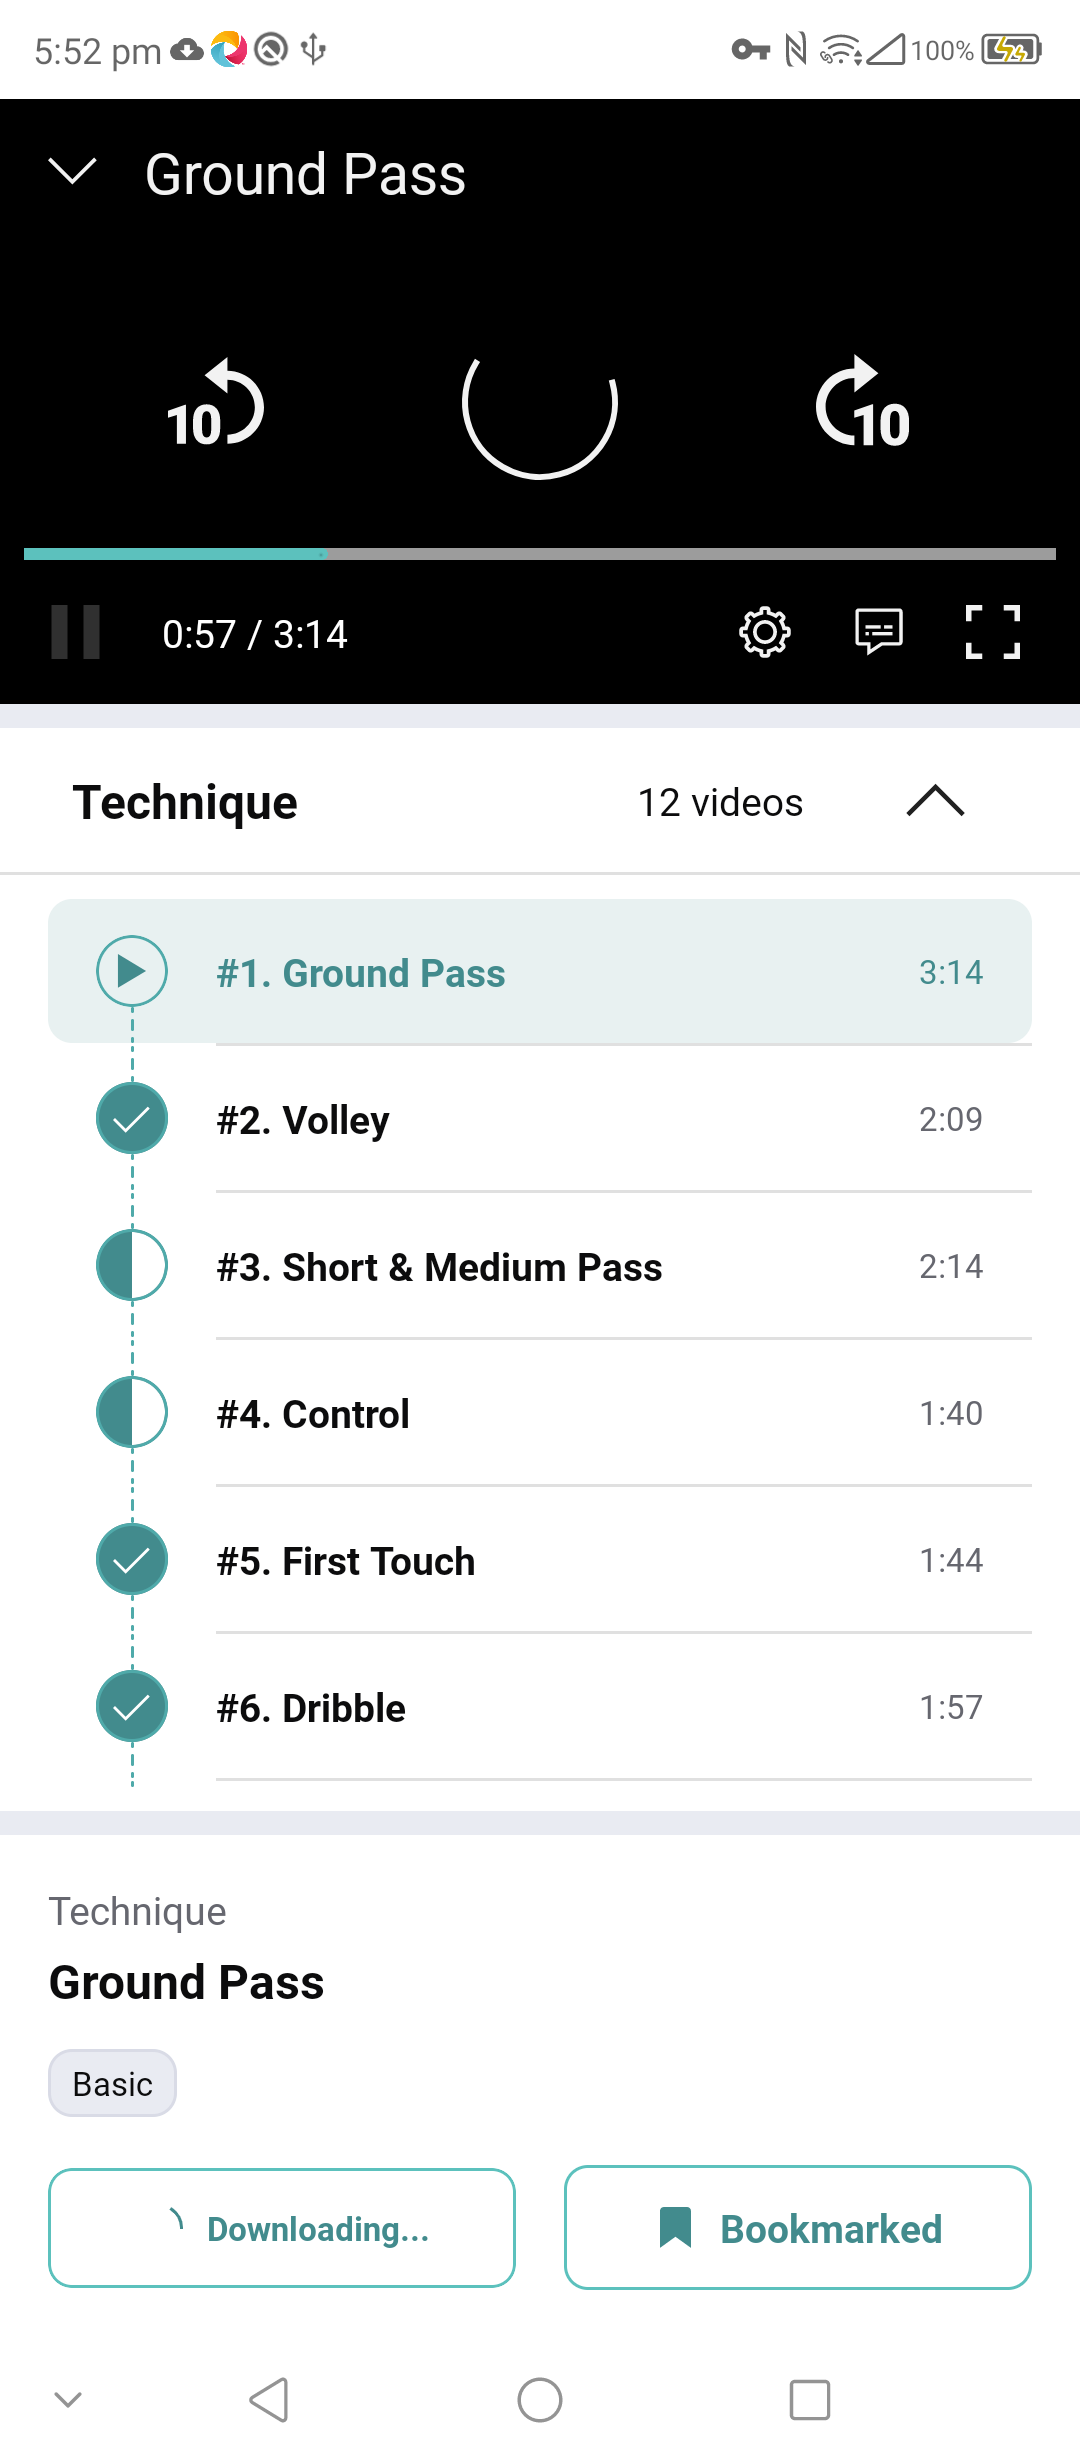 5:52 pm
100%
Ground Pass
10
10
0:57 / 3:14
Technique
12 videos
#1. Ground Pass
3:14
#2. Volley
2:09
#3. Short & Medium Pass
2:14
#4. Control
1:40
#5. First Touch
1:44
#6. Dribble
1:57
Technique
Ground Pass
Basic
Downloading...
Bookmarked